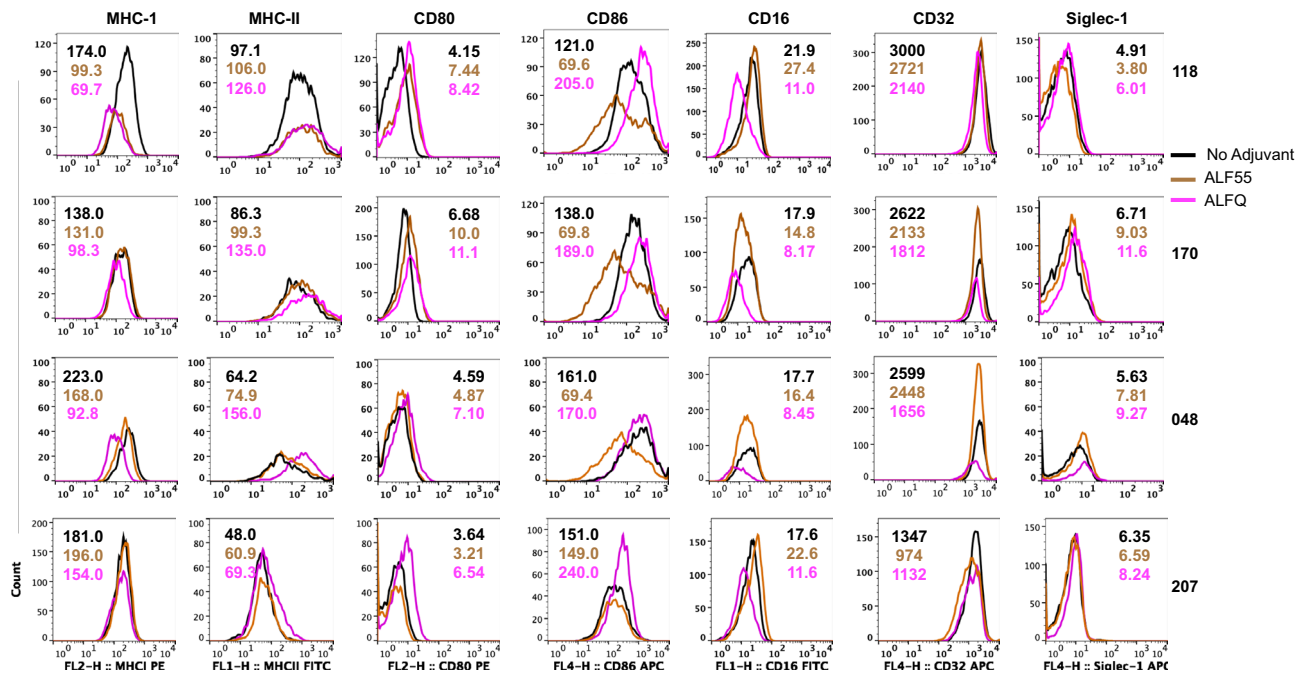 MHC-1 MHC-II CD80 CD86 CD16 CD32 Siglec-1
174.0 97.1 4.15 121.0 21.9 3000 4.91
99.3 106.0 7.44 69.6 27.4 2721 3.80
69.7 126.0 8.42 205.0 11.0 2140 6.01
118
No Adjuvant
ALF55
ALFQ
138.0 86.3 6.68 138.0 17.9 2622 6.71
131.0 99.3 10.0 69.8 14.8 2133 9.03
98.3 135.0 11.1 189.0 8.17 1812 11.6
170
223.0 64.2 4.59 161.0 17.7 2599 5.63
168.0 74.9 4.87 69.4 16.4 2448 7.81
92.8 156.0 7.10 170.0 8.45 1656 9.27
048
181.0 48.0 3.64 151.0 17.6 1347 6.35
196.0 60.9 3.21 149.0 22.6 974 6.59
154.0 69.3 6.54 240.0 11.6 1132 8.24
207
Count
FL2-H :: MHCI PE FL1-H :: MHCII FITC FL2-H :: CD80 PE FL4-H :: CD86 APC FL1-H :: CD16 FITC FL4-H :: CD32 APC FL4-H :: Siglec-1 APC